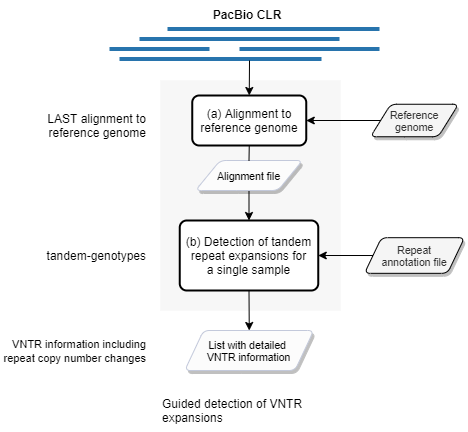 PacBio CLR
LAST alignment to
reference genome
(a) Alignment to
reference genome
Reference
genome
Alignment file
tandem-genotypes
(b) Detection of tandem
repeat expansions for
a single sample
Repeat
annotation file
VNTR information including
repeat copy number changes
List with detailed
VNTR information
Guided detection of VNTR
expansions